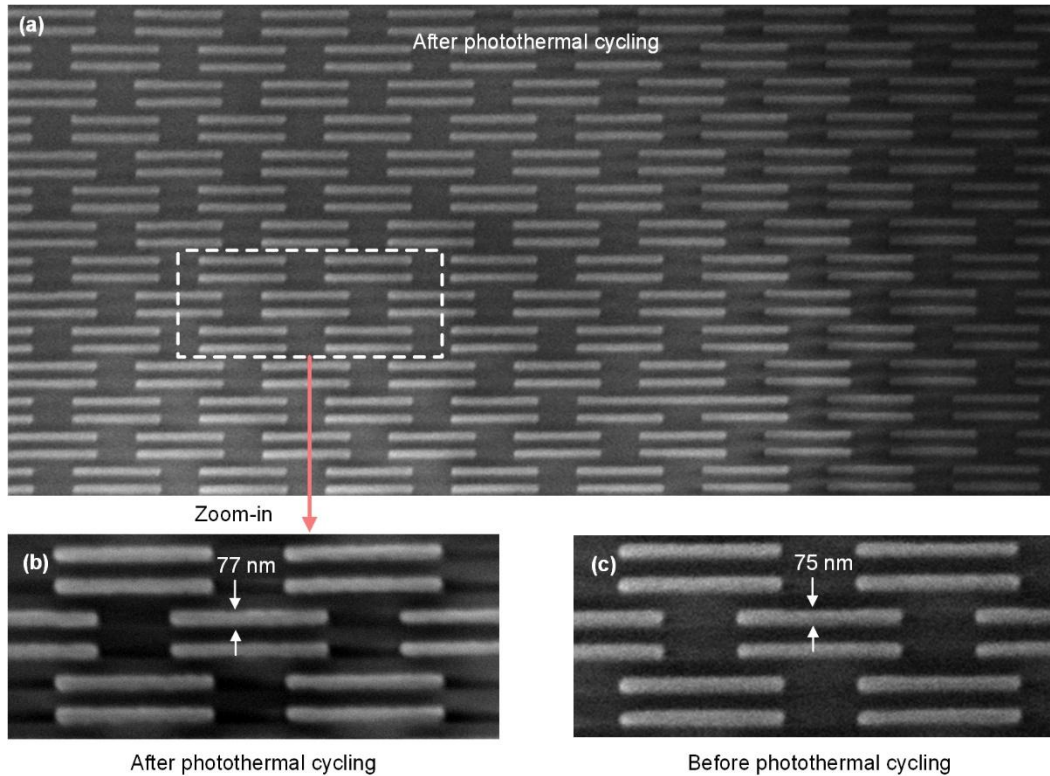 (a)
After photothermal cycling
Zoom-in
(b)
77 nm
(c)
75 nm
After photothermal cycling
Before photothermal cycling